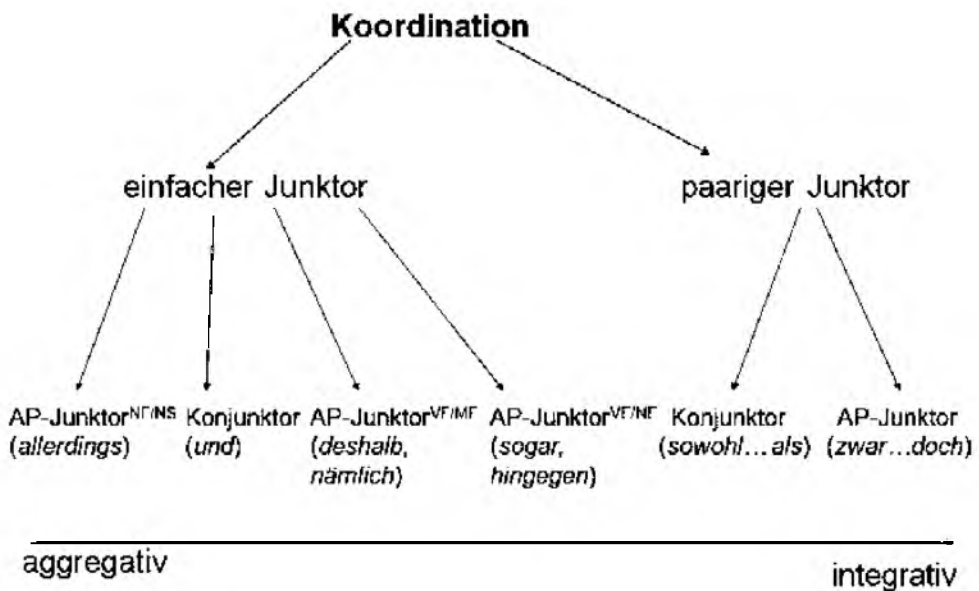 Koordination
einfacher Junktor
paariger Junktor
AP-Junktor^NF/NS
(allerdings)
Konjunktor
(und)
AP-Junktor^VF/MF
(deshalb,
nämlich)
AP-Junktor^VF/NF
(sogar,
hingegen)
Konjunktor
(sowohl…als)
AP-Junktor
(zwar…doch)
aggregativ
integrativ